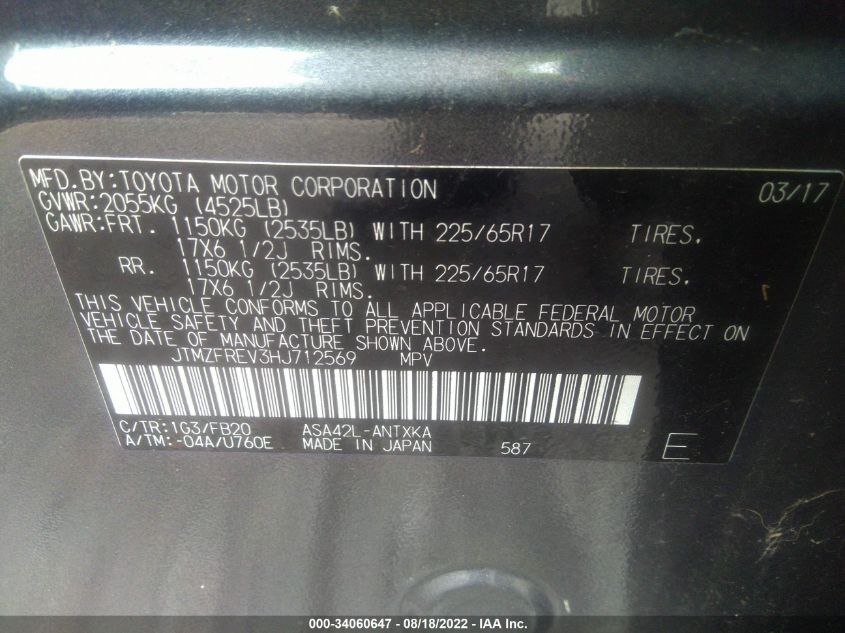 MFD.BY:TOYOTA MOTOR CORPORATION 03/17
GVWR:2055KG (4525LB)
GAWR:FRT. 1150KG (2535LB) WITH 225/65R17 TIRES.
17X6 1/2J RIMS.
RR. 1150KG (2535LB) WITH 225/65R17 TIRES.
17X6 1/2J RIMS.
THIS VEHICLE CONFORMS TO ALL APPLICABLE FEDERAL MOTOR
VEHICLE SAFETY AND THEFT PREVENTION STANDARDS IN EFFECT ON
THE DATE OF MANUFACTURE SHOWN ABOVE.
JTMZFREV3HJ712569 MPV
C/TR:1G3/FB20 ASA42L-ANTXKA
A/TM:-04A/U760E MADE IN JAPAN 587 E
000-34060647 - 08/18/2022 - IAA Inc.